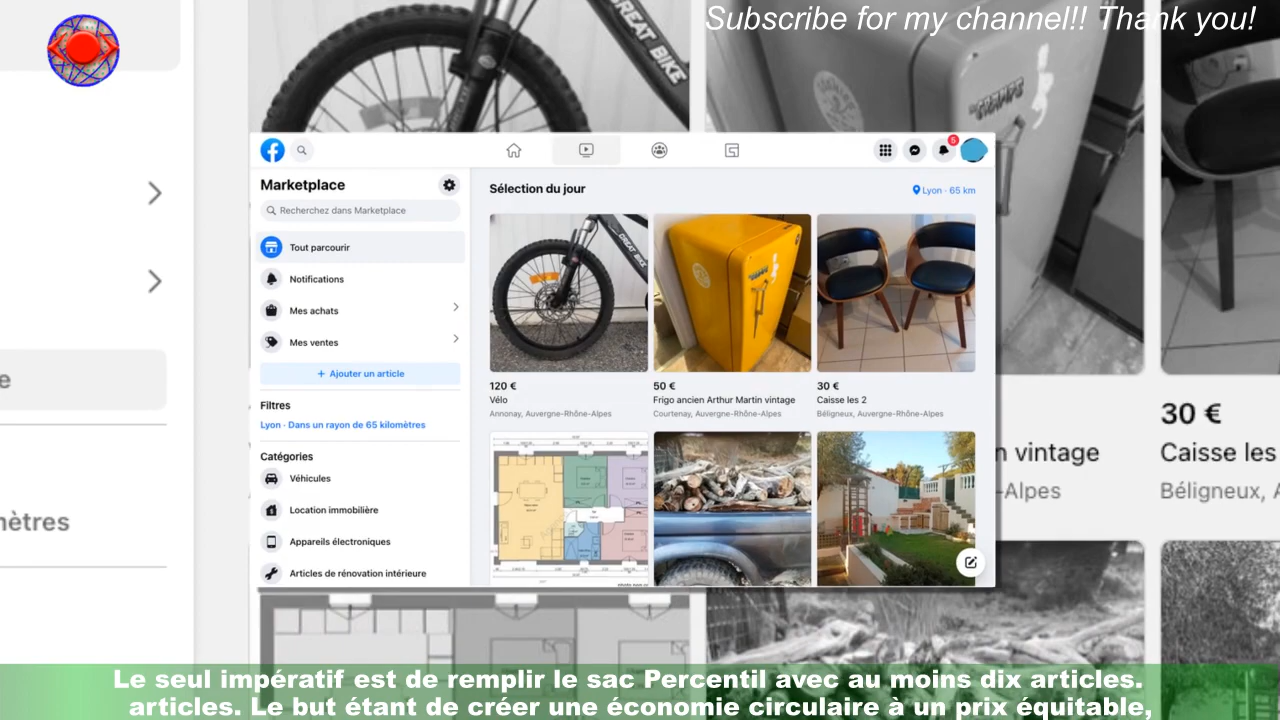 Subscribe for my channel!! Thank you!
GREAT BIKE
5
Marketplace
Recherchez dans Marketplace
Tout parcourir
Notifications
Mes achats
Mes ventes
+ Ajouter un article
Filtres
Lyon · Dans un rayon de 65 kilomètres
Catégories
Véhicules
Location immobilière
Appareils électroniques
Articles de rénovation intérieure
Sélection du jour
Lyon · 65 km
GREAT BIKE
120 €
Vélo
Annonay, Auvergne-Rhône-Alpes
50 €
Frigo ancien Arthur Martin vintage
Courtenay, Auvergne-Rhône-Alpes
30 €
Caisse les 2
Béligneux, Auvergne-Rhône-Alpes
e
mètres
n vintage
-Alpes
30 €
Caisse les
Béligneux, A
Le seul impératif est de remplir le sac Percentil avec au moins dix articles.
articles. Le but étant de créer une économie circulaire à un prix équitable,